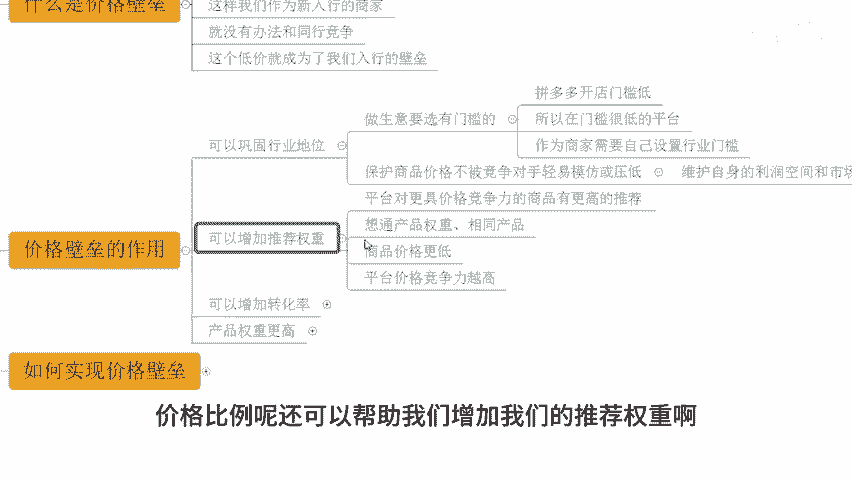 什么是价格壁垒
这样我们作为新入行的商家
就没有办法和同行竞争
这个低价就成为了我们入行的壁垒
价格壁垒的作用
可以巩固行业地位
做生意要选有门槛的
拼多多开店门槛低
所以在门槛很低的平台
作为商家需要自己设置行业门槛
保护商品价格不被竞争对手轻易模仿或压低
维护自身的利润空间和市场
可以增加推荐权重
平台对更具价格竞争力的商品有更高的推荐
想通产品权重、相同产品
商品价格更低
平台价格竞争力越高
可以增加转化率
产品权重更高
如何实现价格壁垒
价格比例呢还可以帮助我们增加我们的推荐权重啊